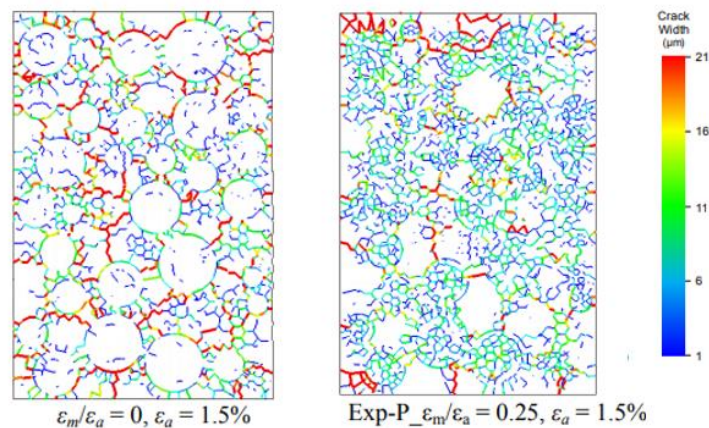 Crack
Width
(μm)
21
16
11
6
1
εm/εa = 0, εa = 1.5%
Exp-P_εm/εa = 0.25, εa = 1.5%